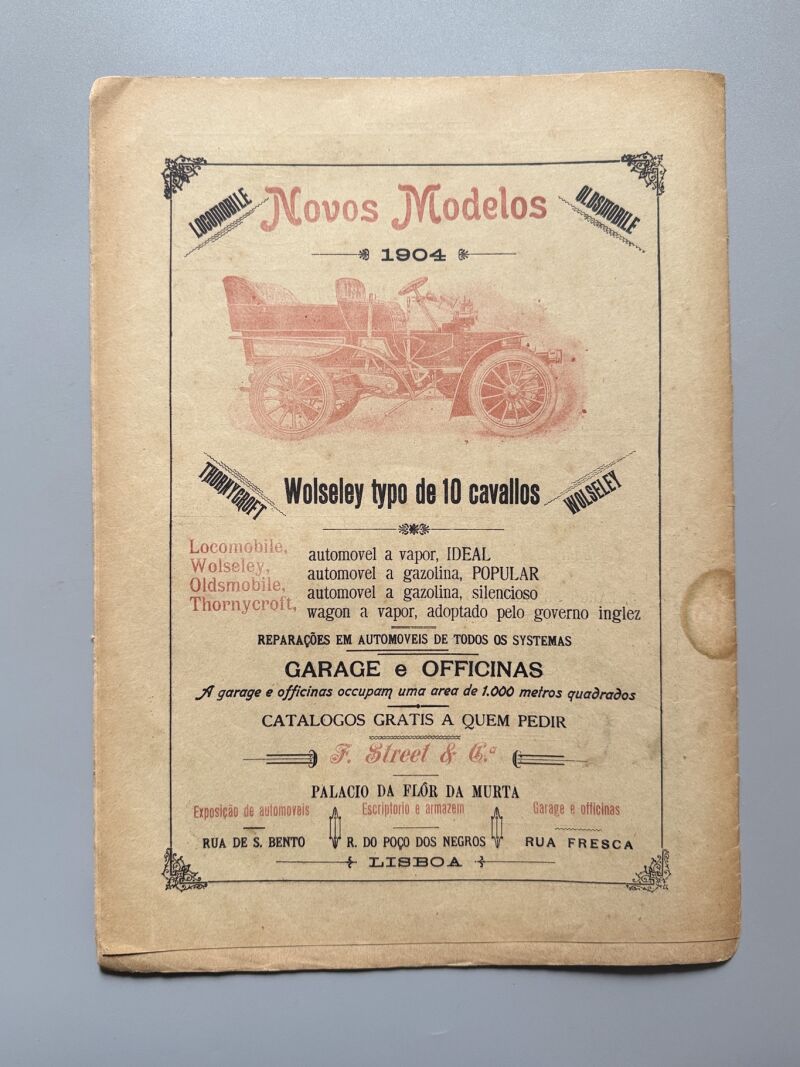 LOCOMOBILE
Novos Modelos
OLDSMOBILE
1904
THORNYCROFT
Wolseley typo de 10 cavallos
WOLSELEY
Locomobile, automovel a vapor, IDEAL
Wolseley, automovel a gazolina, POPULAR
Oldsmobile, automovel a gazolina, silencioso
Thornycroft, wagon a vapor, adoptado pelo governo inglez
REPARAÇÕES EM AUTOMOVEIS DE TODOS OS SYSTEMAS
GARAGE e OFFICINAS
A garage e officinas occupam uma area de 1.000 metros quadrados
CATALOGOS GRATIS A QUEM PEDIR
F. Street & C.ª
PALACIO DA FLÔR DA MURTA
Exposição de automoveis
Escriptorio e armazem
Garage e officinas
RUA DE S. BENTO
R. DO POÇO DOS NEGROS
RUA FRESCA
LISBOA